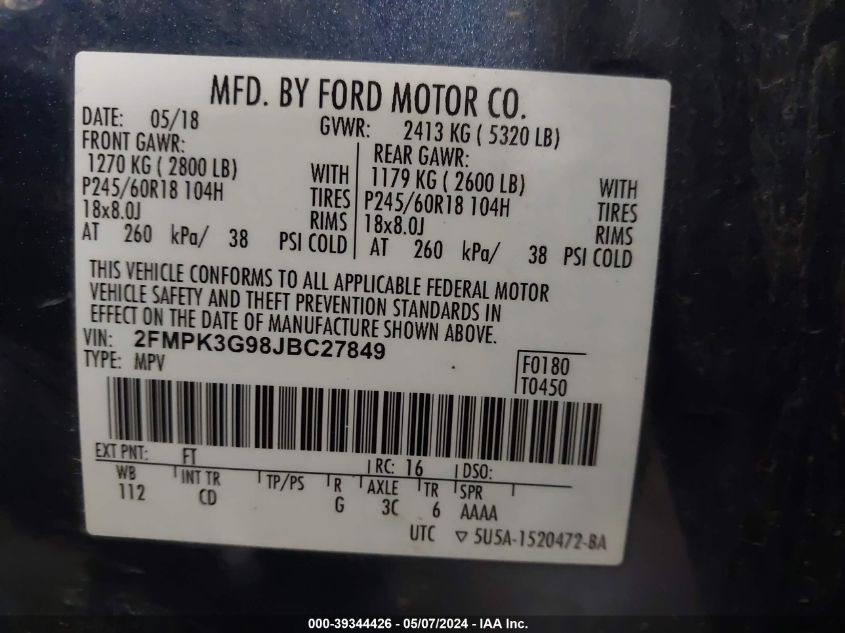 MFD. BY FORD MOTOR CO.
DATE: 05/18 GVWR: 2413 KG ( 5320 LB)
FRONT GAWR: REAR GAWR:
1270 KG ( 2800 LB) WITH 1179 KG ( 2600 LB) WITH
P245/60R18 104H TIRES P245/60R18 104H TIRES
18x8.0J RIMS 18x8.0J RIMS
AT 260 kPa/ 38 PSI COLD AT 260 kPa/ 38 PSI COLD
THIS VEHICLE CONFORMS TO ALL APPLICABLE FEDERAL MOTOR
VEHICLE SAFETY AND THEFT PREVENTION STANDARDS IN
EFFECT ON THE DATE OF MANUFACTURE SHOWN ABOVE.
VIN: 2FMPK3G98JBC27849
TYPE: MPV F0180
T0450
EXT PNT: FT RC: 16 DSO:
WB INT TR TP/PS R AXLE TR SPR
112 CD G 3C 6 AAAA
UTC ▽ 5U5A-1520472-BA
000-39344426 - 05/07/2024 - IAA Inc.